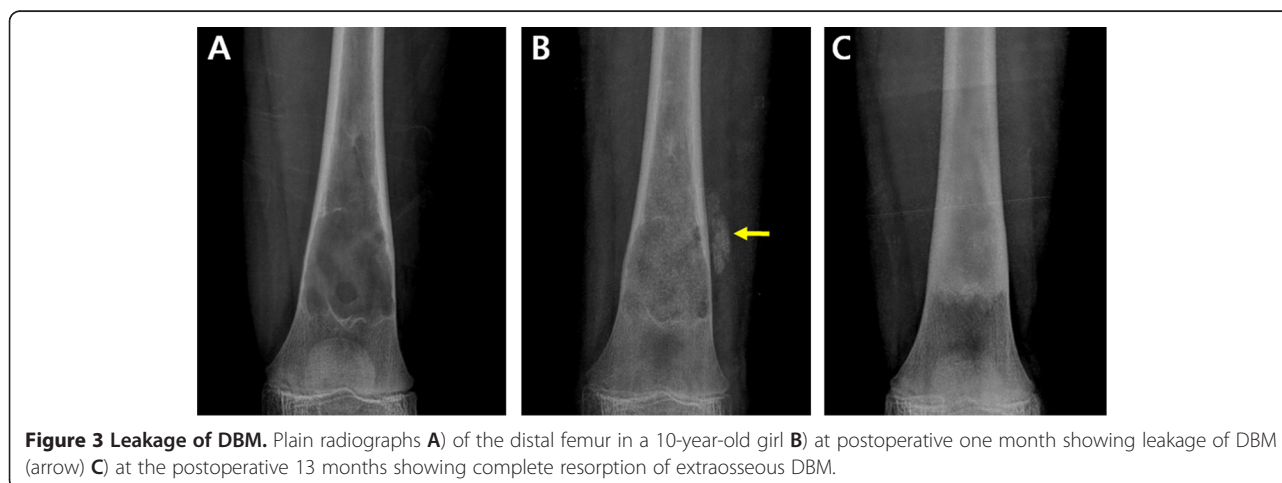 A
B
C
Figure 3 Leakage of DBM. Plain radiographs A) of the distal femur in a 10-year-old girl B) at postoperative one month showing leakage of DBM
(arrow) C) at the postoperative 13 months showing complete resorption of extraosseous DBM.